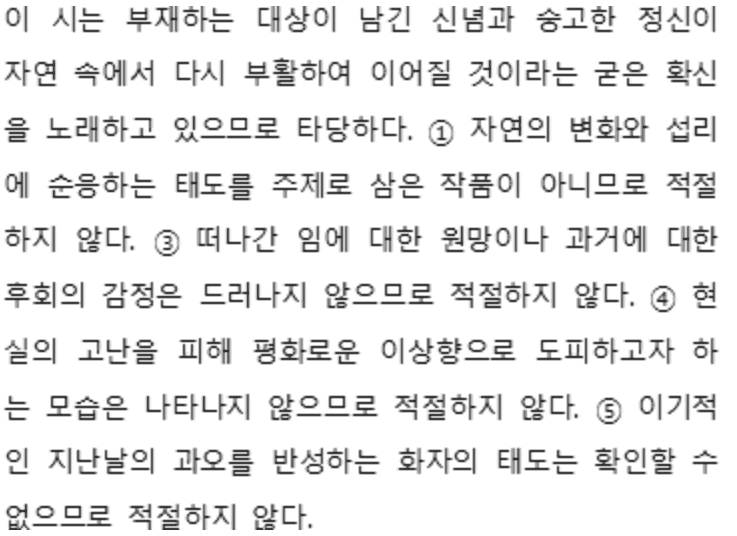 이 시는 부재하는 대상이 남긴 신념과 숭고한 정신이
자연 속에서 다시 부활하여 이어질 것이라는 굳은 확신
을 노래하고 있으므로 타당하다. ① 자연의 변화와 섭리
에 순응하는 태도를 주제로 삼은 작품이 아니므로 적절
하지 않다. ③ 떠나간 임에 대한 원망이나 과거에 대한
후회의 감정은 드러나지 않으므로 적절하지 않다. ④ 현
실의 고난을 피해 평화로운 이상향으로 도피하고자 하
는 모습은 나타나지 않으므로 적절하지 않다. ⑤ 이기적
인 지난날의 과오를 반성하는 화자의 태도는 확인할 수
없으므로 적절하지 않다.